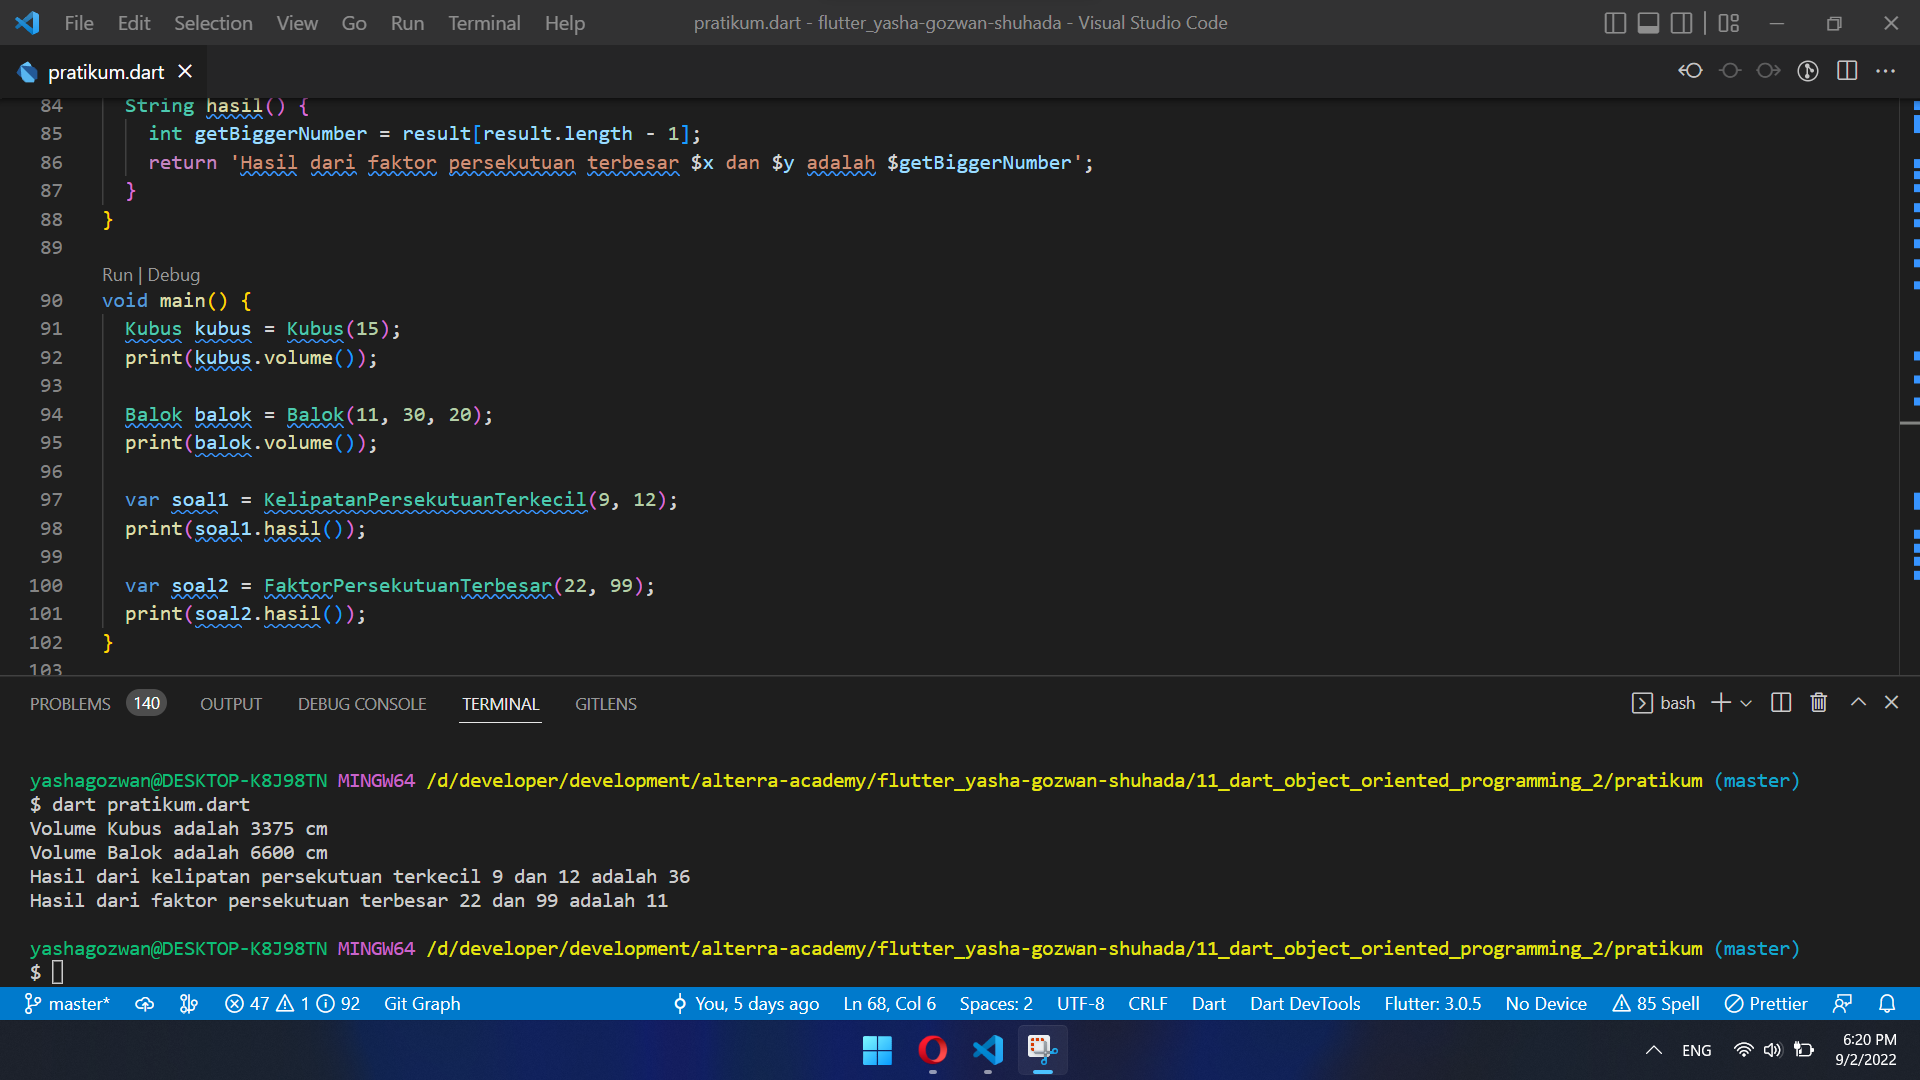 File Edit Selection View Go Run Terminal Help pratikum.dart - flutter_yasha-gozwan-shuhada - Visual Studio Code
pratikum.dart
84 String hasil() {
85 int getBiggerNumber = result[result.length - 1];
86 return 'Hasil dari faktor persekutuan terbesar $x dan $y adalah $getBiggerNumber';
87 }
88 }
89
Run | Debug
90 void main() {
91 Kubus kubus = Kubus(15);
92 print(kubus.volume());
93
94 Balok balok = Balok(11, 30, 20);
95 print(balok.volume());
96
97 var soal1 = KelipatanPersekutuanTerkecil(9, 12);
98 print(soal1.hasil());
99
100 var soal2 = FaktorPersekutuanTerbesar(22, 99);
101 print(soal2.hasil());
102 }
103
PROBLEMS 140 OUTPUT DEBUG CONSOLE TERMINAL GITLENS bash
yashagozwan@DESKTOP-K8J98TN MINGW64 /d/developer/development/alterra-academy/flutter_yasha-gozwan-shuhada/11_dart_object_oriented_programming_2/pratikum (master)
$ dart pratikum.dart
Volume Kubus adalah 3375 cm
Volume Balok adalah 6600 cm
Hasil dari kelipatan persekutuan terkecil 9 dan 12 adalah 36
Hasil dari faktor persekutuan terbesar 22 dan 99 adalah 11
yashagozwan@DESKTOP-K8J98TN MINGW64 /d/developer/development/alterra-academy/flutter_yasha-gozwan-shuhada/11_dart_object_oriented_programming_2/pratikum (master)
$
master* 47 1 92 Git Graph You, 5 days ago Ln 68, Col 6 Spaces: 2 UTF-8 CRLF Dart Dart DevTools Flutter: 3.0.5 No Device 85 Spell Prettier
ENG 6:20 PM
9/2/2022